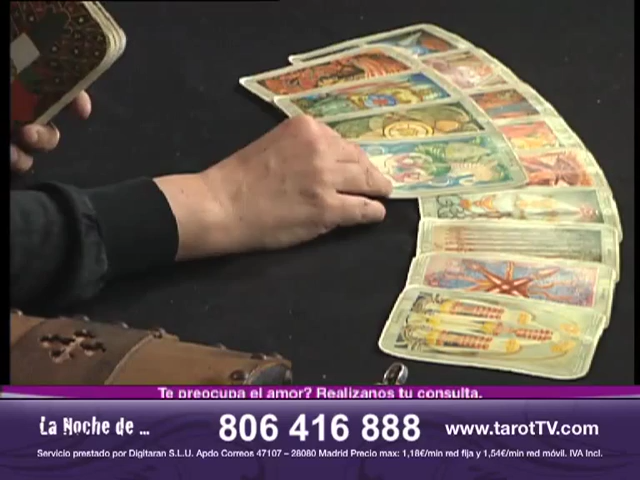 Te preocupa el amor? Realizanos tu consulta.
La Noche de ... 806 416 888 www.tarotTV.com
Servicio prestado por Digitaran S.L.U. Apdo Correos 47107 – 28080 Madrid Precio max: 1,18€/min red fija y 1,54€/min red móvil. IVA Incl.